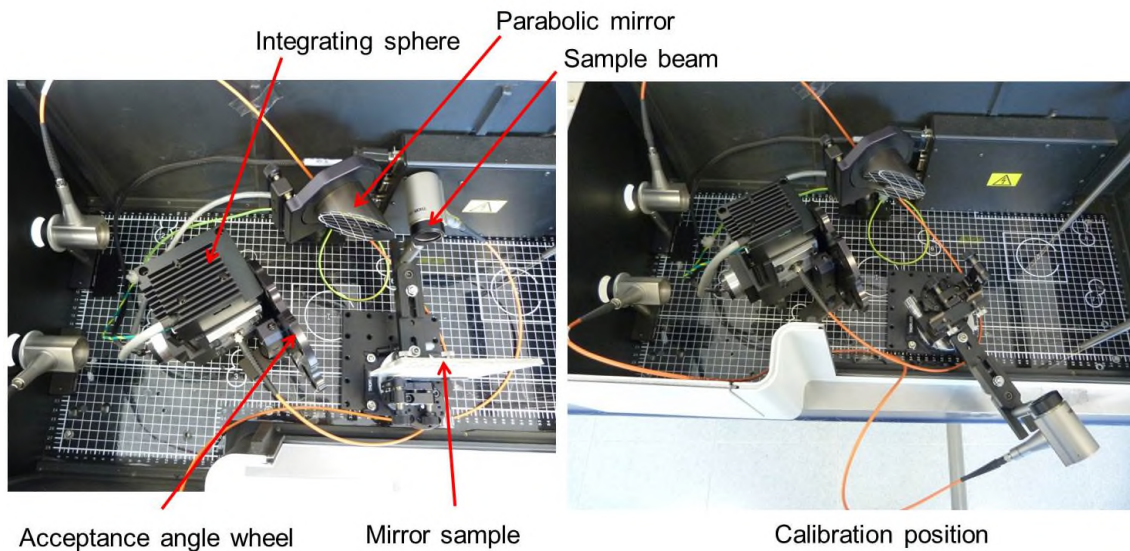 Parabolic mirror
Integrating sphere
Sample beam
Acceptance angle wheel
Mirror sample
Calibration position